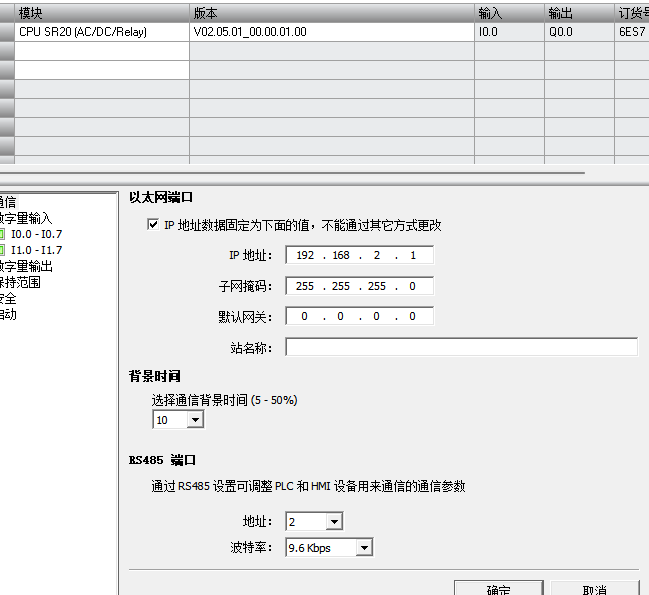 模块 版本 输入 输出 订货号
CPU SR20 (AC/DC/Relay) V02.05.01_00.00.01.00 I0.0 Q0.0 6ES7
通信
数字量输入
I0.0 - I0.7
I1.0 - I1.7
数字量输出
保持范围
安全
启动
以太网端口
IP 地址数据固定为下面的值，不能通过其它方式更改
IP 地址： 192 . 168 . 2 . 1
子网掩码： 255 . 255 . 255 . 0
默认网关： 0 . 0 . 0 . 0
站名称：
背景时间
选择通信背景时间 (5 - 50%)
10
RS485 端口
通过 RS485 设置可调整 PLC 和 HMI 设备用来通信的通信参数
地址： 2
波特率： 9.6 Kbps
确定 取消